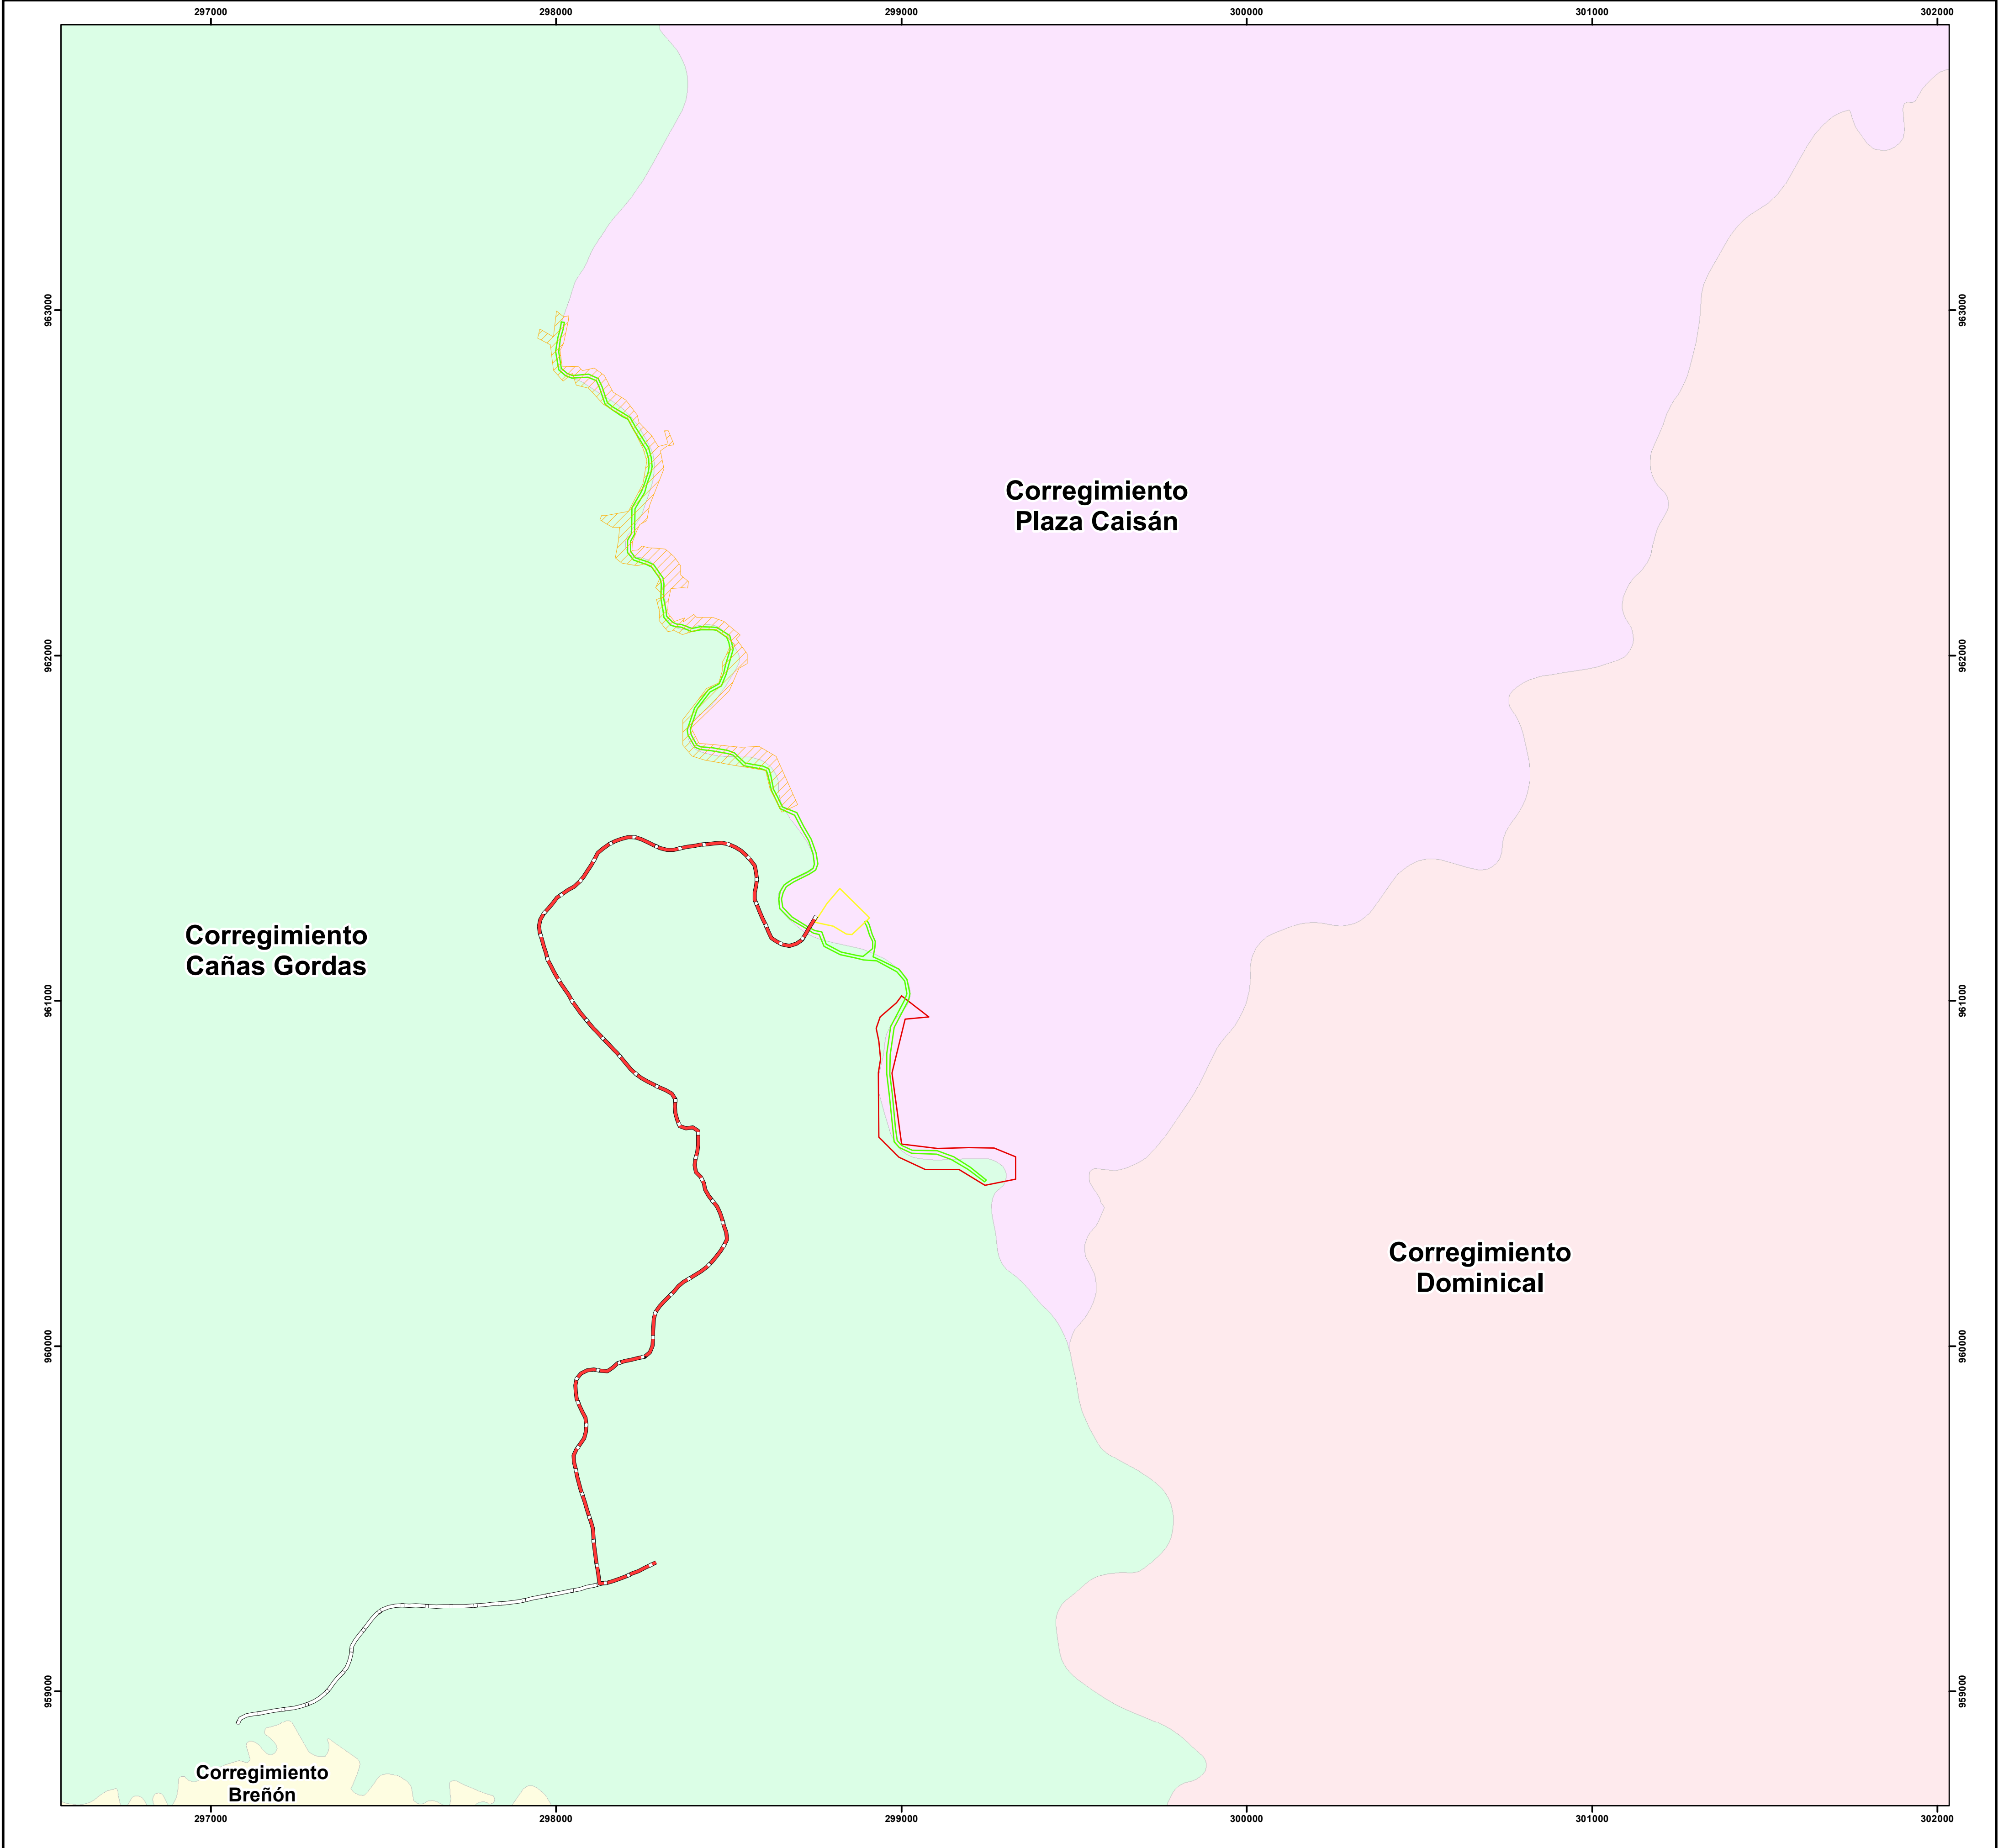 297000 298000 299000 300000 301000 302000
963000 963000
Corregimiento
Plaza Caisán
962000 962000
Corregimiento
Cañas Gordas
961000 961000
Corregimiento
Dominical
960000 960000
959000 959000
Corregimiento
Breñón
297000 298000 299000 300000 301000 302000